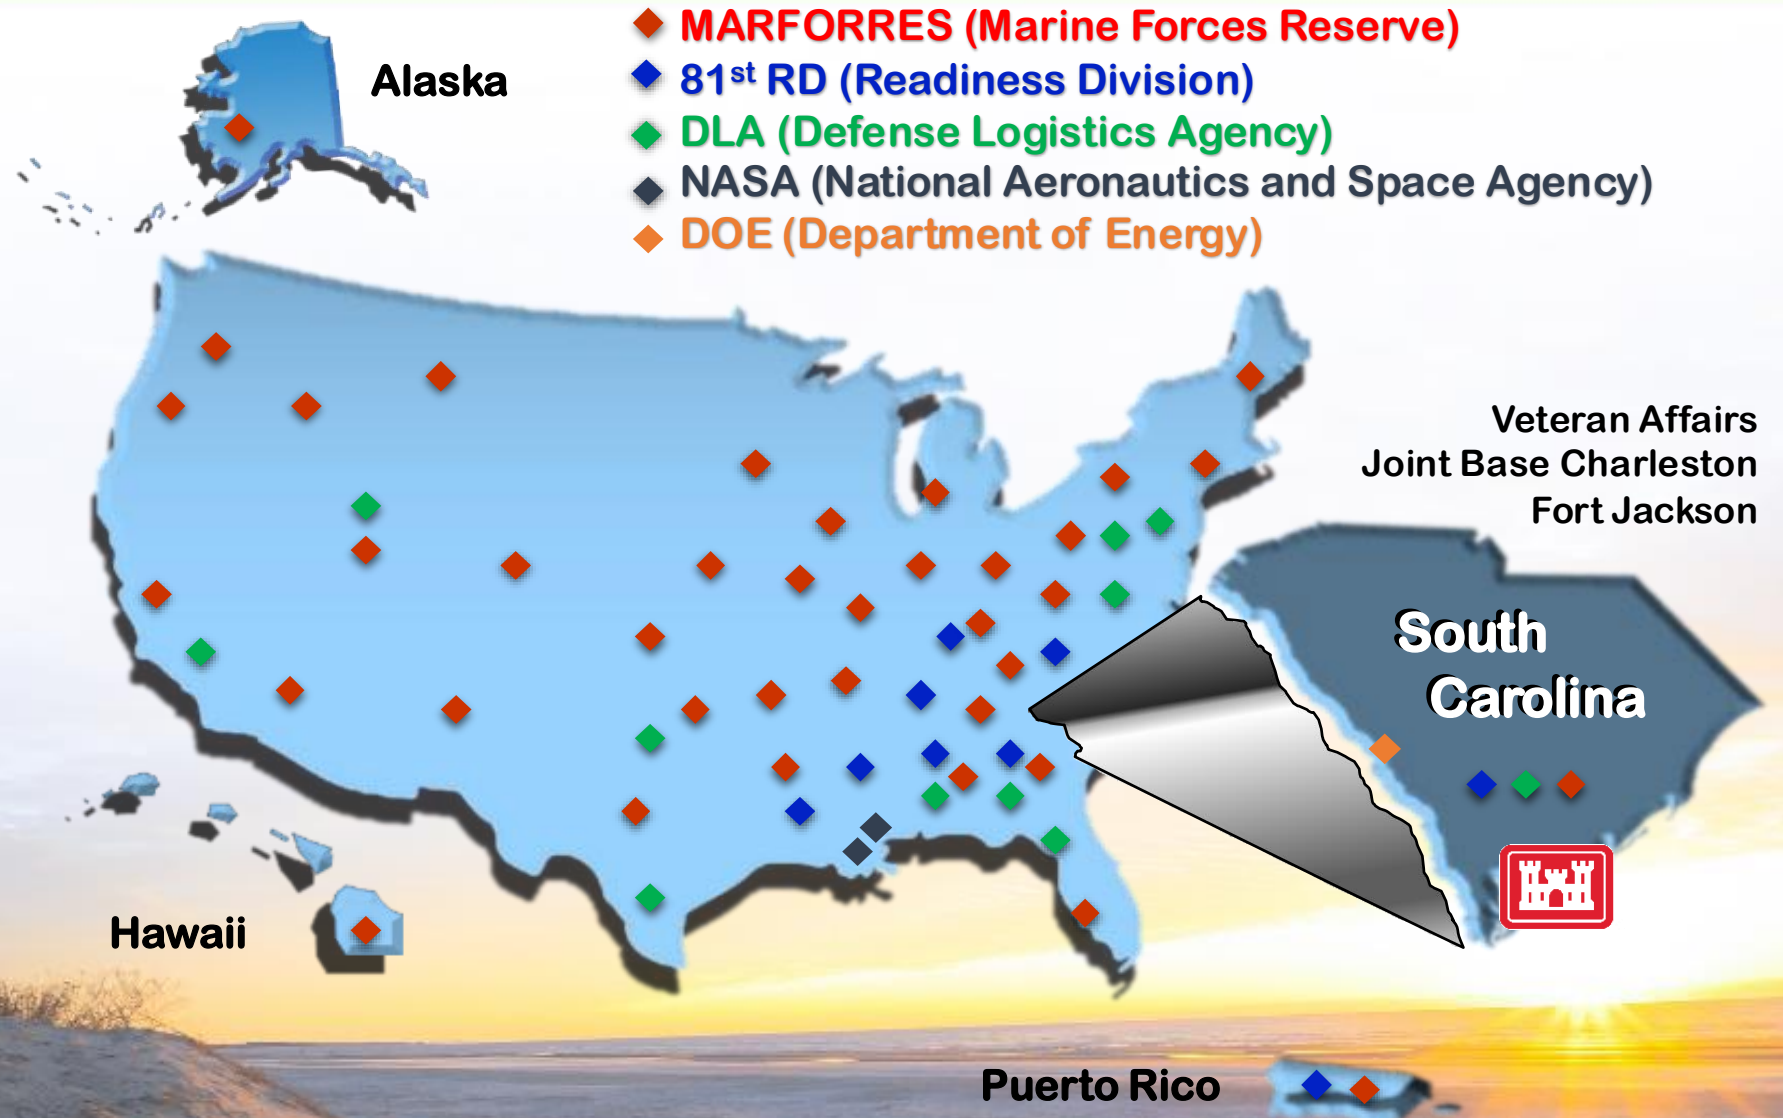 MARFORRES (Marine Forces Reserve)
81st RD (Readiness Division)
DLA (Defense Logistics Agency)
NASA (National Aeronautics and Space Agency)
DOE (Department of Energy)
Alaska
Veteran Affairs
Joint Base Charleston
Fort Jackson
South
Carolina
Hawaii
Puerto Rico